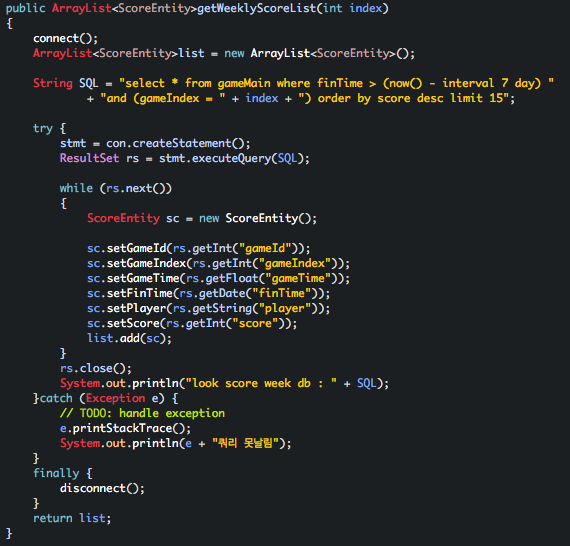 public ArrayList<ScoreEntity>getWeeklyScoreList(int index)
{
connect();
ArrayList<ScoreEntity>list = new ArrayList<ScoreEntity>();
String SQL = "select * from gameMain where finTime > (now() - interval 7 day) "
+ "and (gameIndex = " + index + ") order by score desc limit 15";
try {
stmt = con.createStatement();
ResultSet rs = stmt.executeQuery(SQL);
while (rs.next())
{
ScoreEntity sc = new ScoreEntity();
sc.setGameId(rs.getInt("gameId"));
sc.setGameIndex(rs.getInt("gameIndex"));
sc.setGameTime(rs.getFloat("gameTime"));
sc.setFinTime(rs.getDate("finTime"));
sc.setPlayer(rs.getString("player"));
sc.setScore(rs.getInt("score"));
list.add(sc);
}
rs.close();
System.out.println("look score week db : " + SQL);
}catch (Exception e) {
// TODO: handle exception
e.printStackTrace();
System.out.println(e + "쿼리 못날림");
}
finally {
disconnect();
}
return list;
}